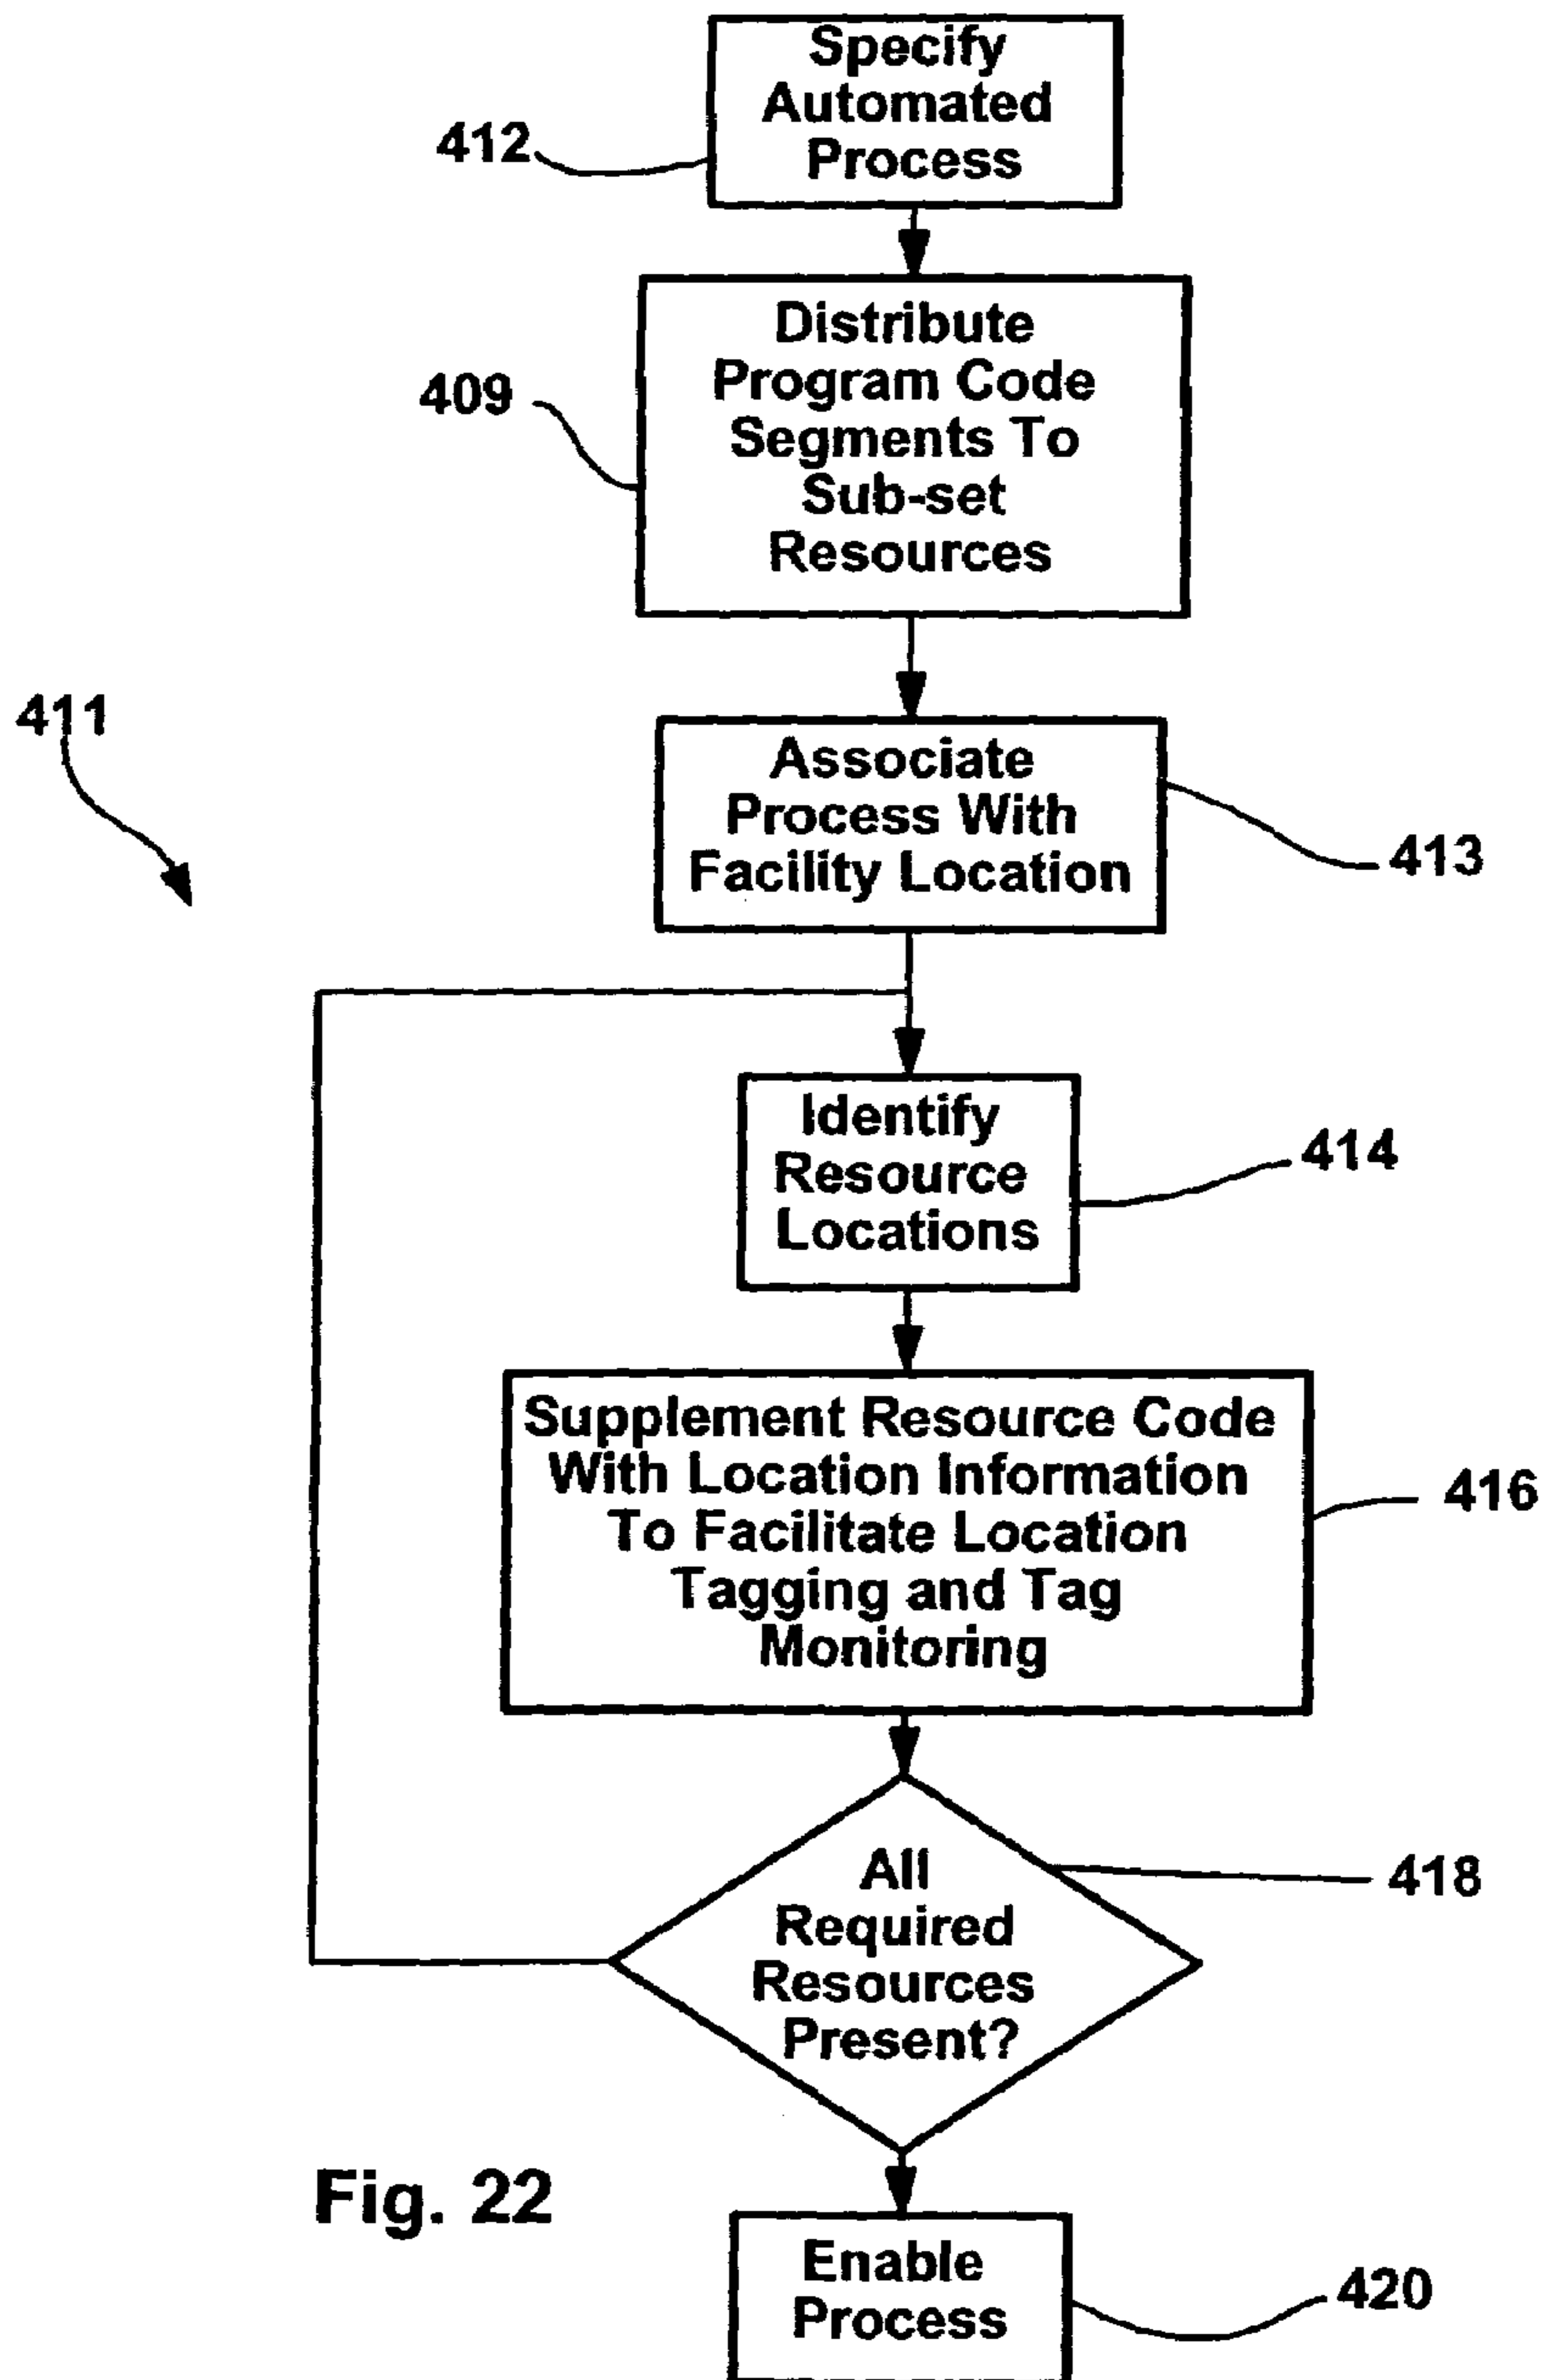 Specify
Automated
Process
412
Distribute
Program Code
Segments To
Sub-set
Resources
409
411
Associate
Process With
Facility Location
413
Identify
Resource
Locations
414
Supplement Resource Code
With Location Information
To Facilitate Location
Tagging and Tag
Monitoring
416
All
Required
Resources
Present?
418
Fig. 22
Enable
Process
420